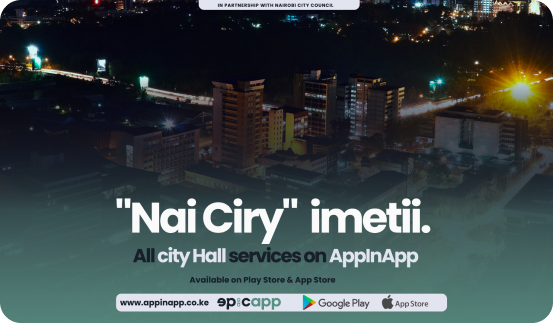 IN PARTNERSHIP WITH NAIROBI CITY COUNCIL
"Nai Ciry" imetii.
All city Hall services on AppInApp
Available on Play Store & App Store
www.appinapp.co.ke epiccapp Google Play App Store